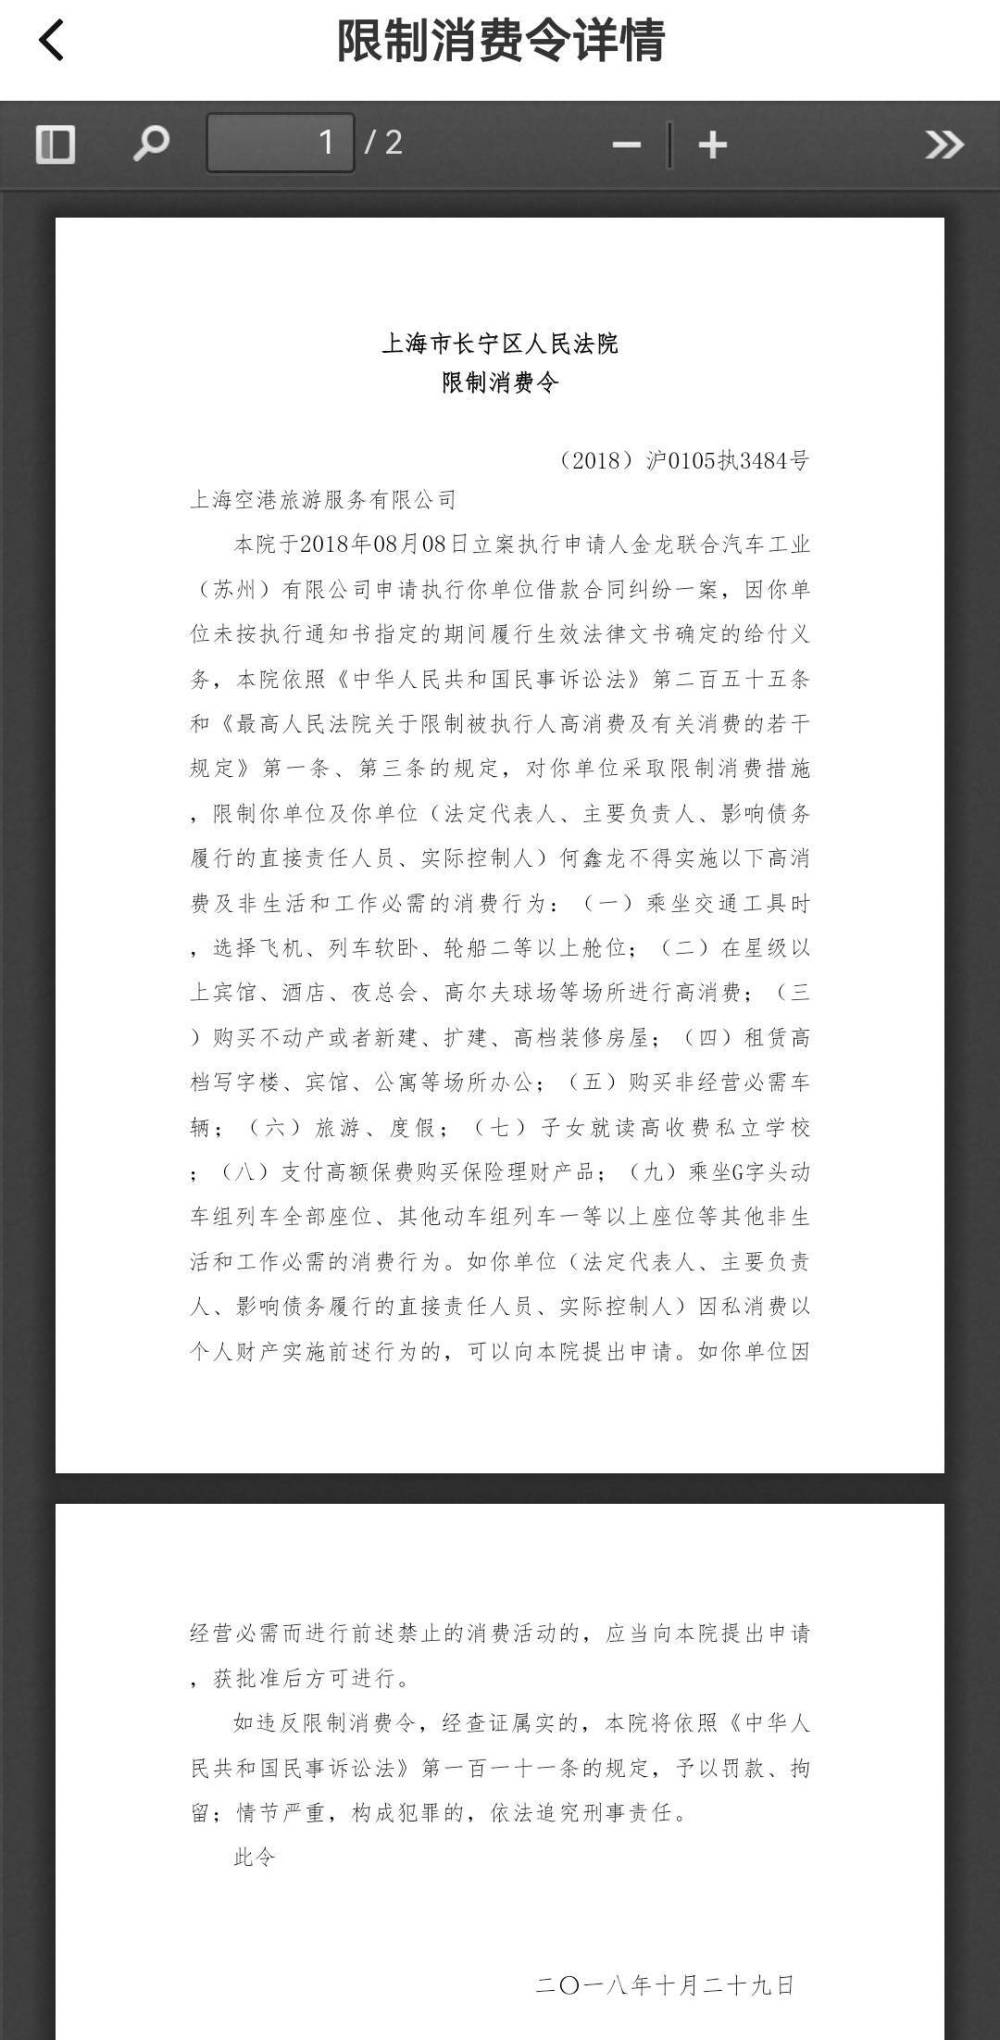 限制消费令详情
1 / 2
上海市长宁区人民法院
限制消费令
（2018）沪0105执3484号
上海空港旅游服务有限公司
本院于2018年08月08日立案执行申请人金龙联合汽车工业
（苏州）有限公司申请执行你单位借款合同纠纷一案，因你单
位未按执行通知书指定的期间履行生效法律文书确定的给付义
务，本院依照《中华人民共和国民事诉讼法》第二百五十五条
和《最高人民法院关于限制被执行人高消费及有关消费的若干
规定》第一条、第三条的规定，对你单位采取限制消费措施
，限制你单位及你单位（法定代表人、主要负责人、影响债务
履行的直接责任人员、实际控制人）何鑫龙不得实施以下高消
费及非生活和工作必需的消费行为：（一）乘坐交通工具时
，选择飞机、列车软卧、轮船二等以上舱位；（二）在星级以
上宾馆、酒店、夜总会、高尔夫球场等场所进行高消费；（三
）购买不动产或者新建、扩建、高档装修房屋；（四）租赁高
档写字楼、宾馆、公寓等场所办公；（五）购买非经营必需车
辆；（六）旅游、度假；（七）子女就读高收费私立学校
；（八）支付高额保费购买保险理财产品；（九）乘坐G字头动
车组列车全部座位、其他动车组列车一等以上座位等其他非生
活和工作必需的消费行为。如你单位（法定代表人、主要负责
人、影响债务履行的直接责任人员、实际控制人）因私消费以
个人财产实施前述行为的，可以向本院提出申请。如你单位因
经营必需而进行前述禁止的消费活动的，应当向本院提出申请
，获批准后方可进行。
如违反限制消费令，经查证属实的，本院将依照《中华人
民共和国民事诉讼法》第一百一十一条的规定，予以罚款、拘
留；情节严重，构成犯罪的，依法追究刑事责任。
此令
二〇一八年十月二十九日